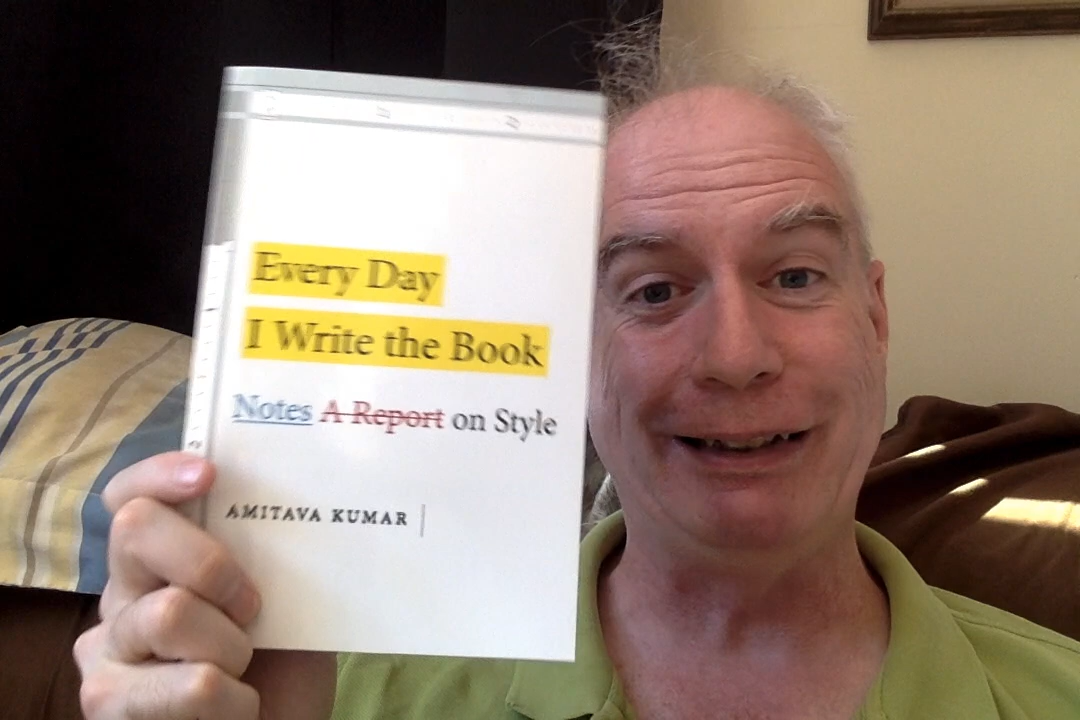 Every Day
I Write the Book
Notes A Report on Style
AMITAVA KUMAR